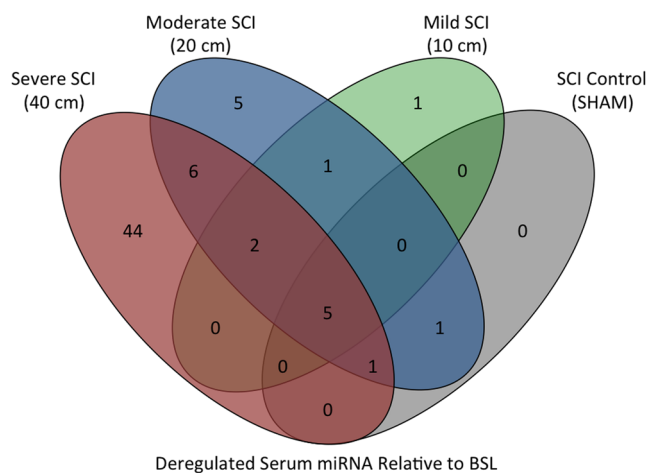 Moderate SCI
(20 cm)
Mild SCI
(10 cm)
Severe SCI
(40 cm)
SCI Control
(SHAM)
5
1
6
1
0
44
2
0
0
5
0
1
0
1
0
Deregulated Serum miRNA Relative to BSL